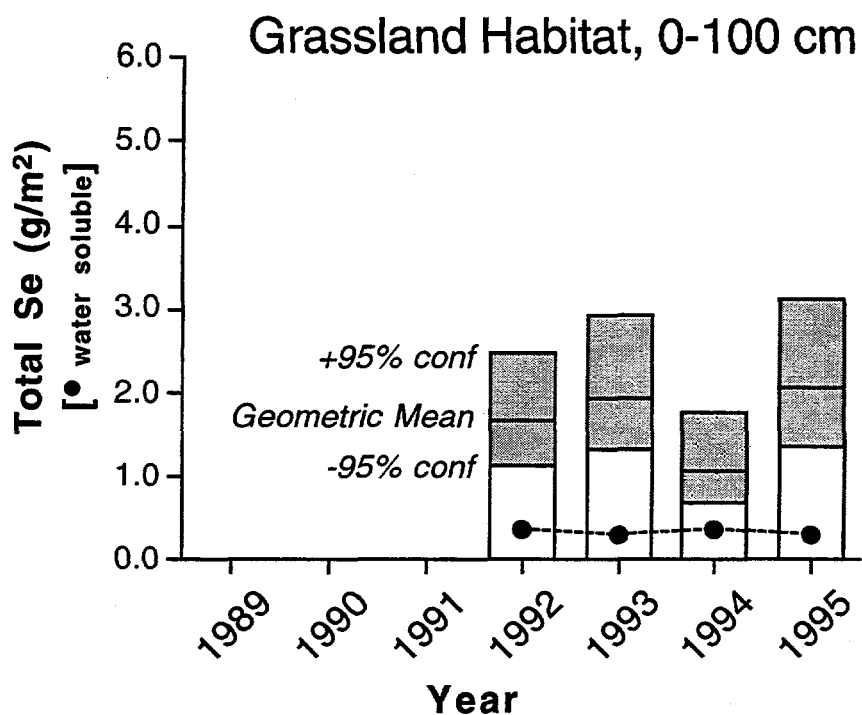 Grassland Habitat, 0-100 cm
Total Se (g/m²)
[● water soluble]
6.0
5.0
4.0
3.0
2.0
1.0
0.0
+95% conf
Geometric Mean
-95% conf
1989
1990
1991
1992
1993
1994
1995
Year